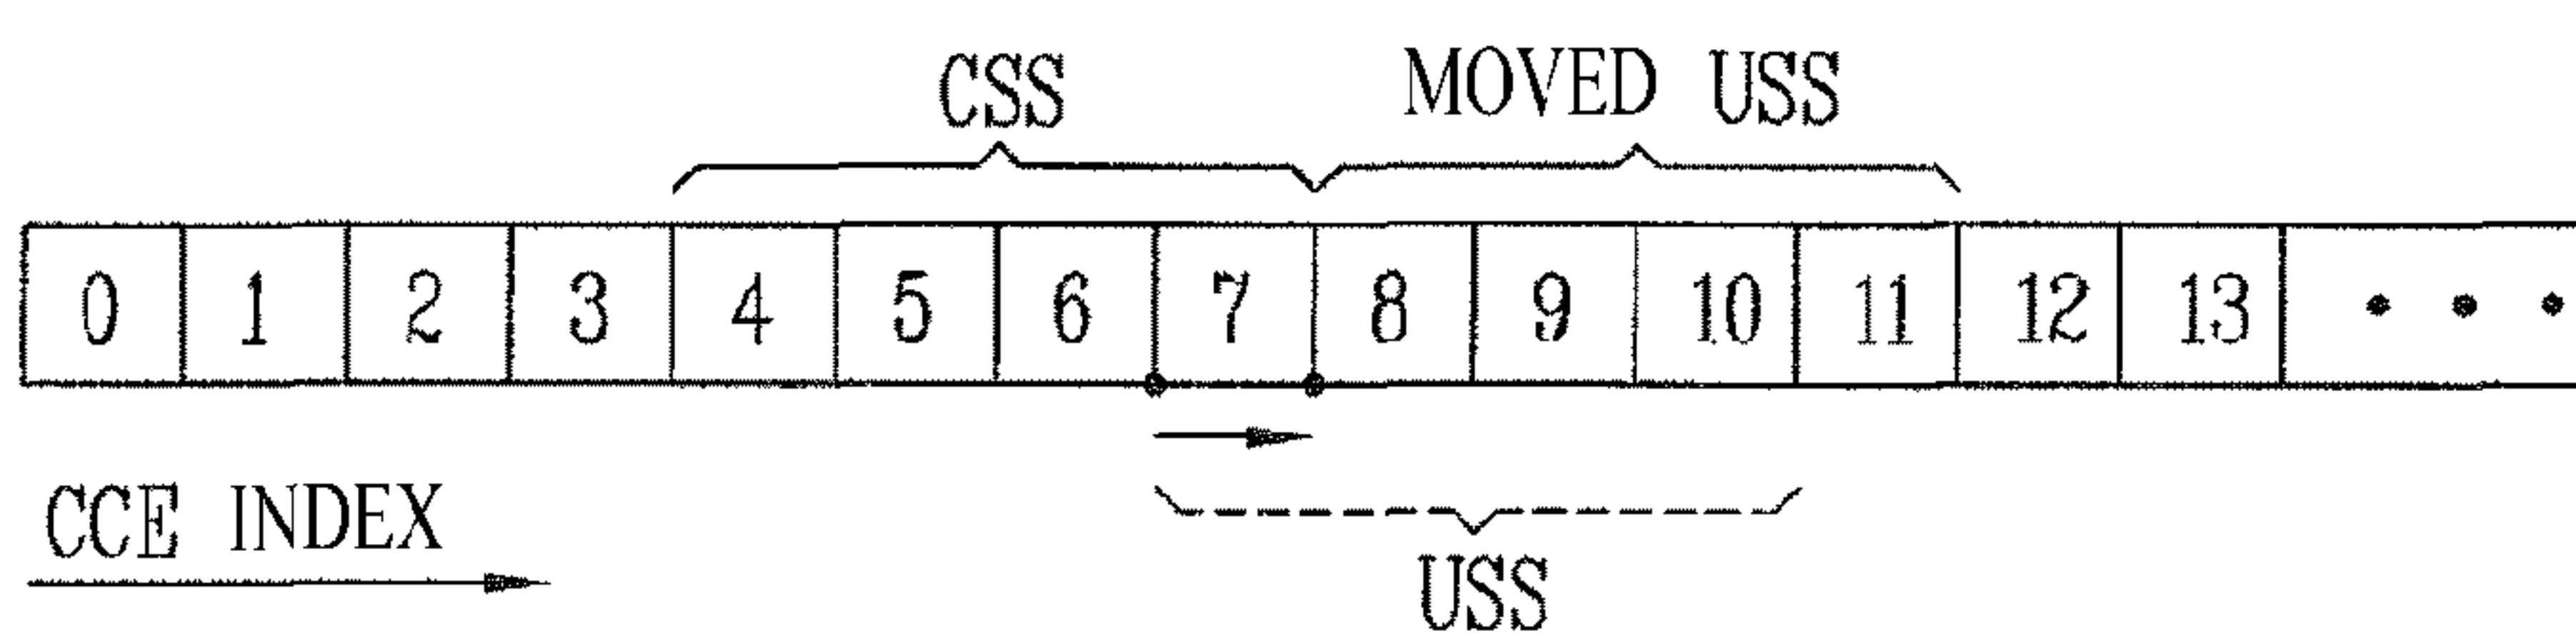 CSS MOVED USS
0 1 2 3 4 5 6 7 8 9 10 11 12 13 • • •
CCE INDEX
USS